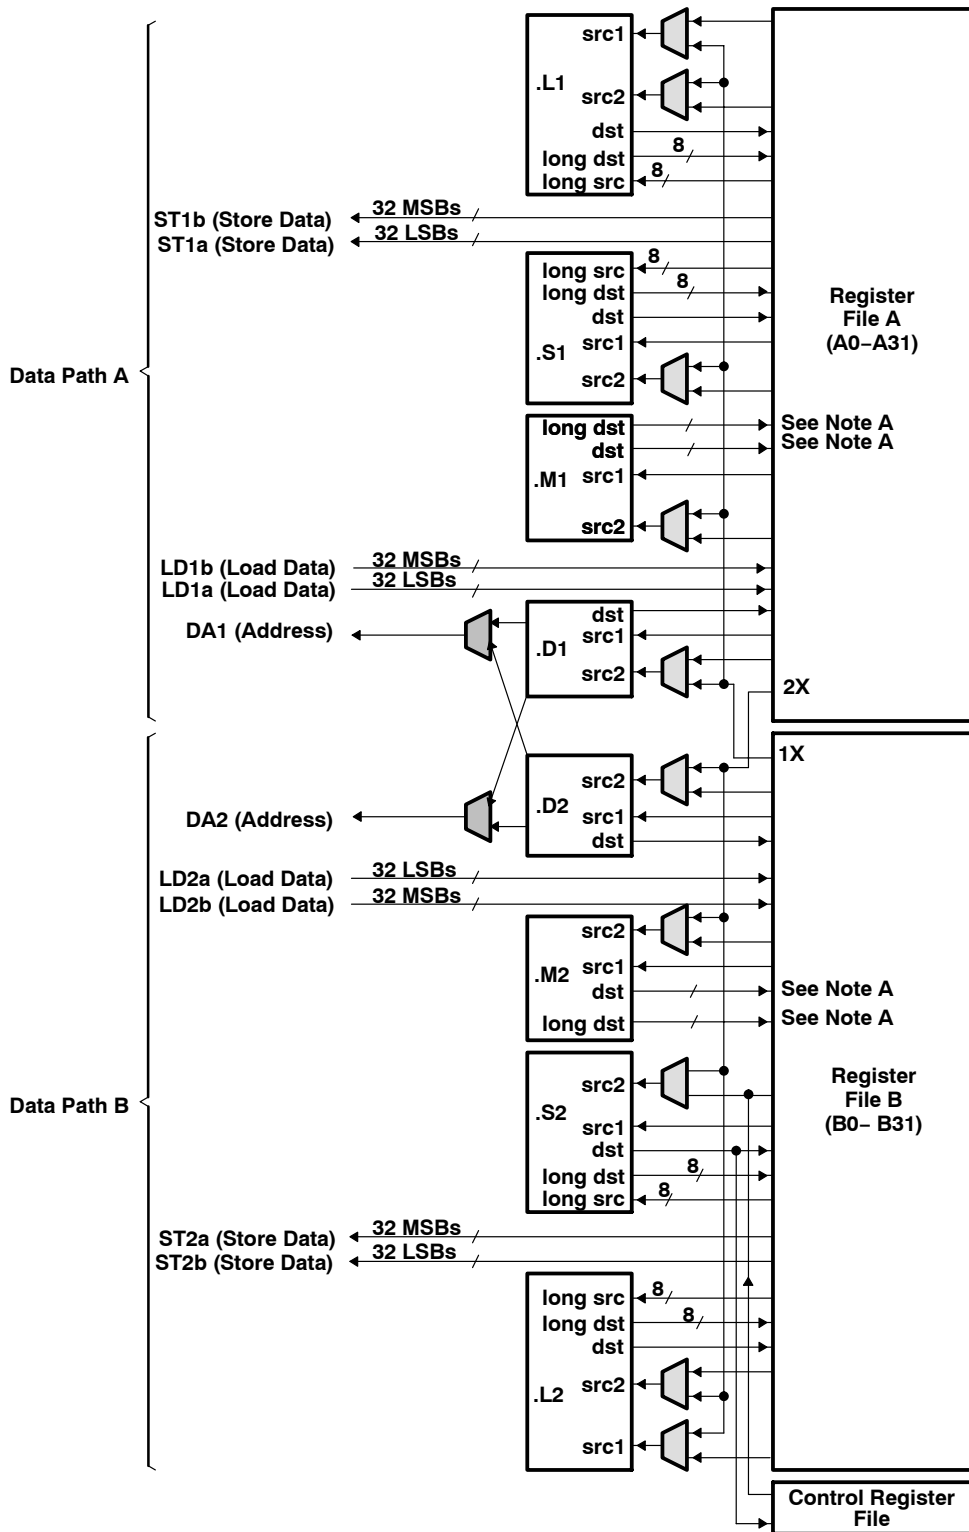 src1
.L1
src2
dst
long dst
8
long src
8
ST1b (Store Data)
32 MSBs
ST1a (Store Data)
32 LSBs
long src
8
long dst
8
dst
.S1
src1
src2
Register
File A
(A0−A31)
Data Path A
long dst
See Note A
dst
See Note A
.M1
src1
src2
LD1b (Load Data)
32 MSBs
LD1a (Load Data)
32 LSBs
DA1 (Address)
dst
.D1
src1
src2
2X
1X
src2
.D2
src1
dst
DA2 (Address)
LD2a (Load Data)
32 LSBs
LD2b (Load Data)
32 MSBs
src2
.M2
src1
dst
See Note A
long dst
See Note A
Data Path B
src2
.S2
src1
dst
long dst
8
long src
8
Register
File B
(B0− B31)
ST2a (Store Data)
32 MSBs
ST2b (Store Data)
32 LSBs
long src
8
long dst
8
dst
.L2
src2
src1
Control Register
File